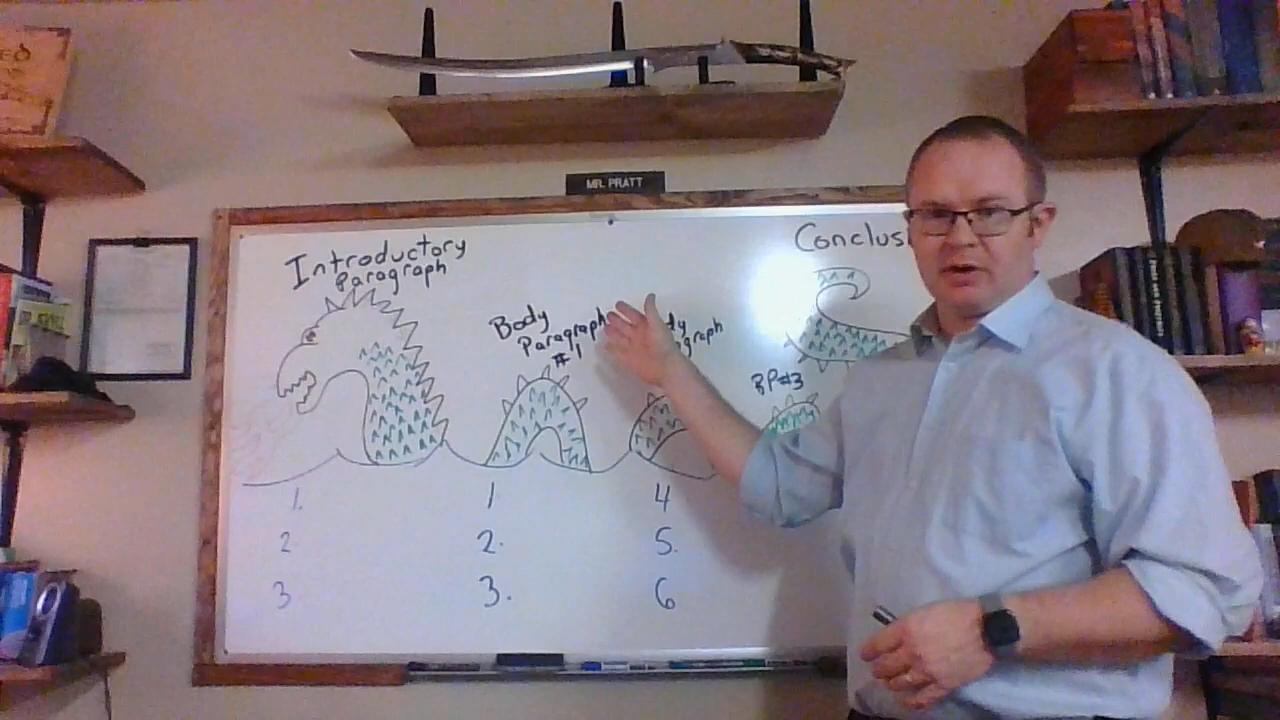 MR. PRATT
Introductory
Paragraph
Body
Paragraph
#1
BP#3
1.
2.
3
1
2.
3.
4
5.
6